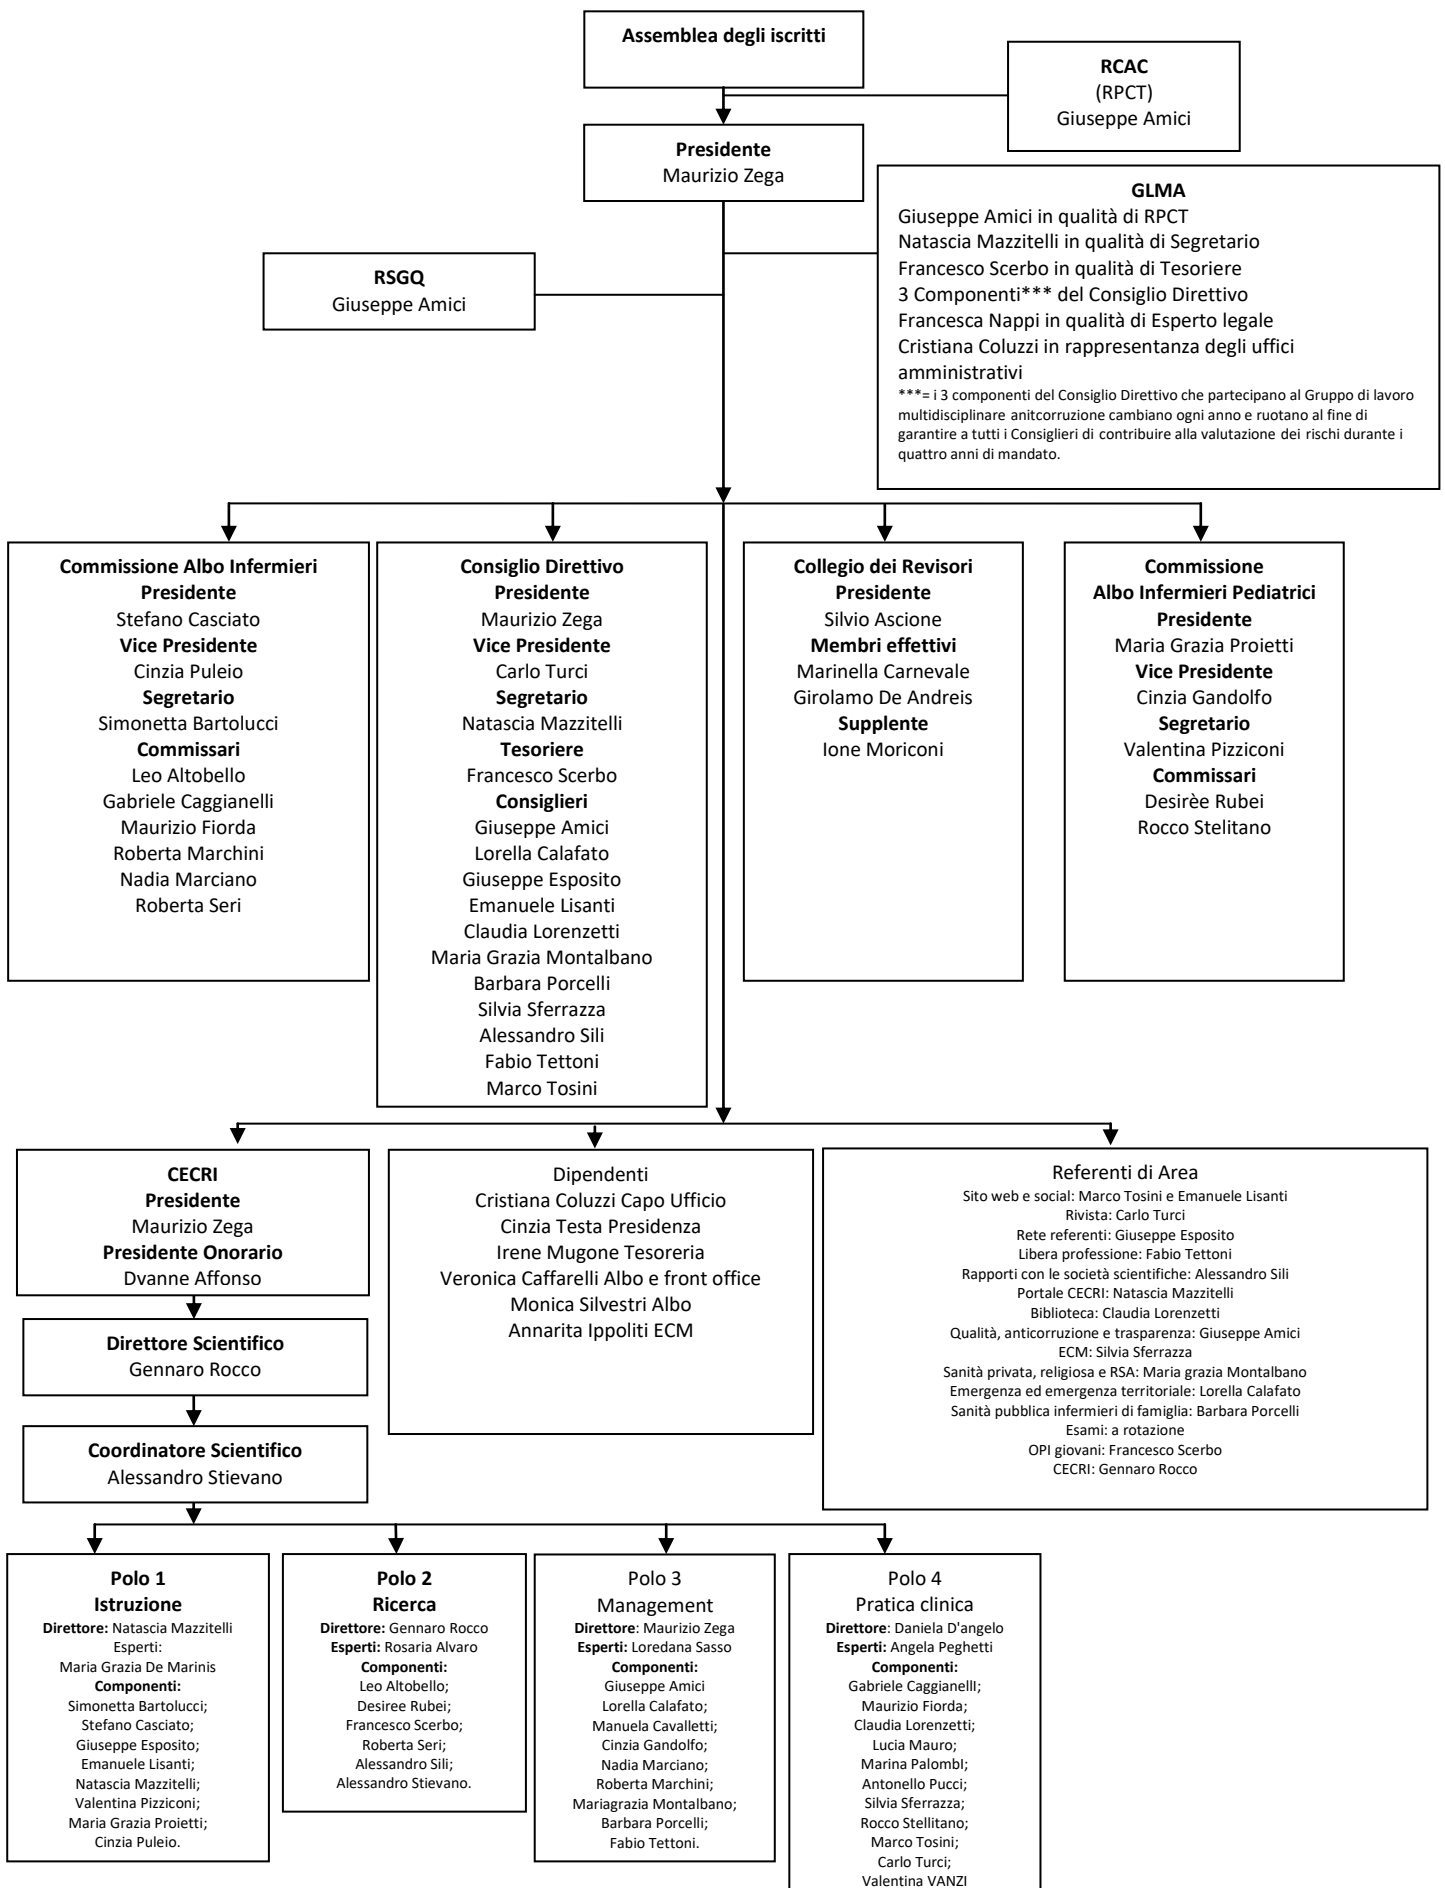 Assemblea degli iscritti
RCAC
(RPCT)
Giuseppe Amici
Presidente
Maurizio Zega
GLMA
Giuseppe Amici in qualità di RPCT
Natascia Mazzitelli in qualità di Segretario
Francesco Scerbo in qualità di Tesoriere
3 Componenti*** del Consiglio Direttivo
Francesca Nappi in qualità di Esperto legale
Cristiana Coluzzi in rappresentanza degli uffici
amministrativi
***= i 3 componenti del Consiglio Direttivo che partecipano al Gruppo di lavoro
multidisciplinare anitcorruzione cambiano ogni anno e ruotano al fine di
garantire a tutti i Consiglieri di contribuire alla valutazione dei rischi durante i
quattro anni di mandato.
RSGQ
Giuseppe Amici
Commissione Albo Infermieri
Presidente
Stefano Casciato
Vice Presidente
Cinzia Puleio
Segretario
Simonetta Bartolucci
Commissari
Leo Altobello
Gabriele Caggianelli
Maurizio Fiorda
Roberta Marchini
Nadia Marciano
Roberta Seri
Consiglio Direttivo
Presidente
Maurizio Zega
Vice Presidente
Carlo Turci
Segretario
Natascia Mazzitelli
Tesoriere
Francesco Scerbo
Consiglieri
Giuseppe Amici
Lorella Calafato
Giuseppe Esposito
Emanuele Lisanti
Claudia Lorenzetti
Maria Grazia Montalbano
Barbara Porcelli
Silvia Sferrazza
Alessandro Sili
Fabio Tettoni
Marco Tosini
Collegio dei Revisori
Presidente
Silvio Ascione
Membri effettivi
Marinella Carnevale
Girolamo De Andreis
Supplente
Ione Moriconi
Commissione
Albo Infermieri Pediatrici
Presidente
Maria Grazia Proietti
Vice Presidente
Cinzia Gandolfo
Segretario
Valentina Pizziconi
Commissari
Desirèe Rubei
Rocco Stelitano
CECRI
Presidente
Maurizio Zega
Presidente Onorario
Dvanne Affonso
Direttore Scientifico
Gennaro Rocco
Coordinatore Scientifico
Alessandro Stievano
Dipendenti
Cristiana Coluzzi Capo Ufficio
Cinzia Testa Presidenza
Irene Mugone Tesoreria
Veronica Caffarelli Albo e front office
Monica Silvestri Albo
Annarita Ippoliti ECM
Referenti di Area
Sito web e social: Marco Tosini e Emanuele Lisanti
Rivista: Carlo Turci
Rete referenti: Giuseppe Esposito
Libera professione: Fabio Tettoni
Rapporti con le società scientifiche: Alessandro Sili
Portale CECRI: Natascia Mazzitelli
Biblioteca: Claudia Lorenzetti
Qualità, anticorruzione e trasparenza: Giuseppe Amici
ECM: Silvia Sferrazza
Sanità privata, religiosa e RSA: Maria grazia Montalbano
Emergenza ed emergenza territoriale: Lorella Calafato
Sanità pubblica infermieri di famiglia: Barbara Porcelli
Esami: a rotazione
OPI giovani: Francesco Scerbo
CECRI: Gennaro Rocco
Polo 1
Istruzione
Direttore: Natascia Mazzitelli
Esperti:
Maria Grazia De Marinis
Componenti:
Simonetta Bartolucci;
Stefano Casciato;
Giuseppe Esposito;
Emanuele Lisanti;
Natascia Mazzitelli;
Valentina Pizziconi;
Maria Grazia Proietti;
Cinzia Puleio.
Polo 2
Ricerca
Direttore: Gennaro Rocco
Esperti: Rosaria Alvaro
Componenti:
Leo Altobello;
Desiree Rubei;
Francesco Scerbo;
Roberta Seri;
Alessandro Sili;
Alessandro Stievano.
Polo 3
Management
Direttore: Maurizio Zega
Esperti: Loredana Sasso
Componenti:
Giuseppe Amici
Lorella Calafato;
Manuela Cavalletti;
Cinzia Gandolfo;
Nadia Marciano;
Roberta Marchini;
Mariagrazia Montalbano;
Barbara Porcelli;
Fabio Tettoni.
Polo 4
Pratica clinica
Direttore: Daniela D'angelo
Esperti: Angela Peghetti
Componenti:
Gabriele CaggianellI;
Maurizio Fiorda;
Claudia Lorenzetti;
Lucia Mauro;
Marina PalombI;
Antonello Pucci;
Silvia Sferrazza;
Rocco Stellitano;
Marco Tosini;
Carlo Turci;
Valentina VANZI